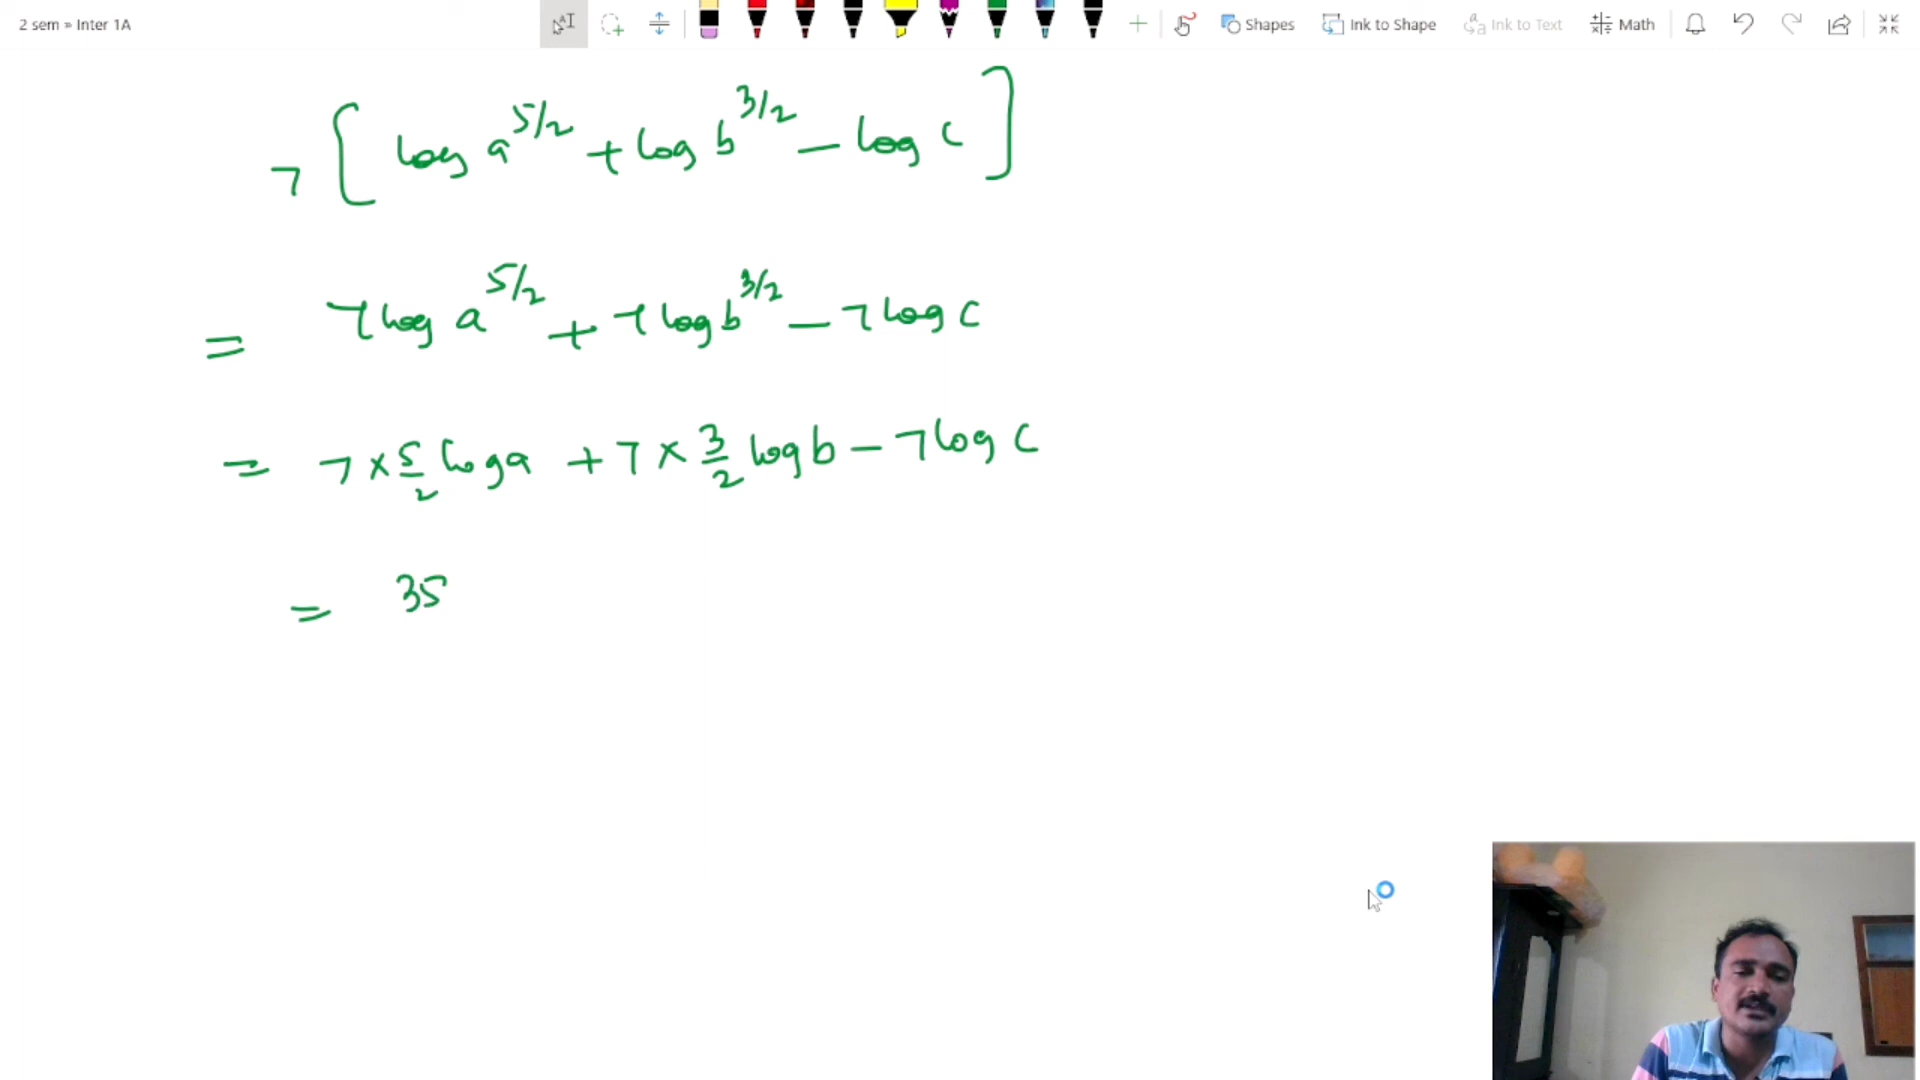 2 sem » Inter 1A
Shapes
Ink to Shape
Ink to Text
Math
7 [ log a^5/2 + log b^3/2 - log c ]
= 7 log a^5/2 + 7 log b^3/2 - 7 log c
= 7 × 5/2 log a + 7 × 3/2 log b - 7 log c
= 35